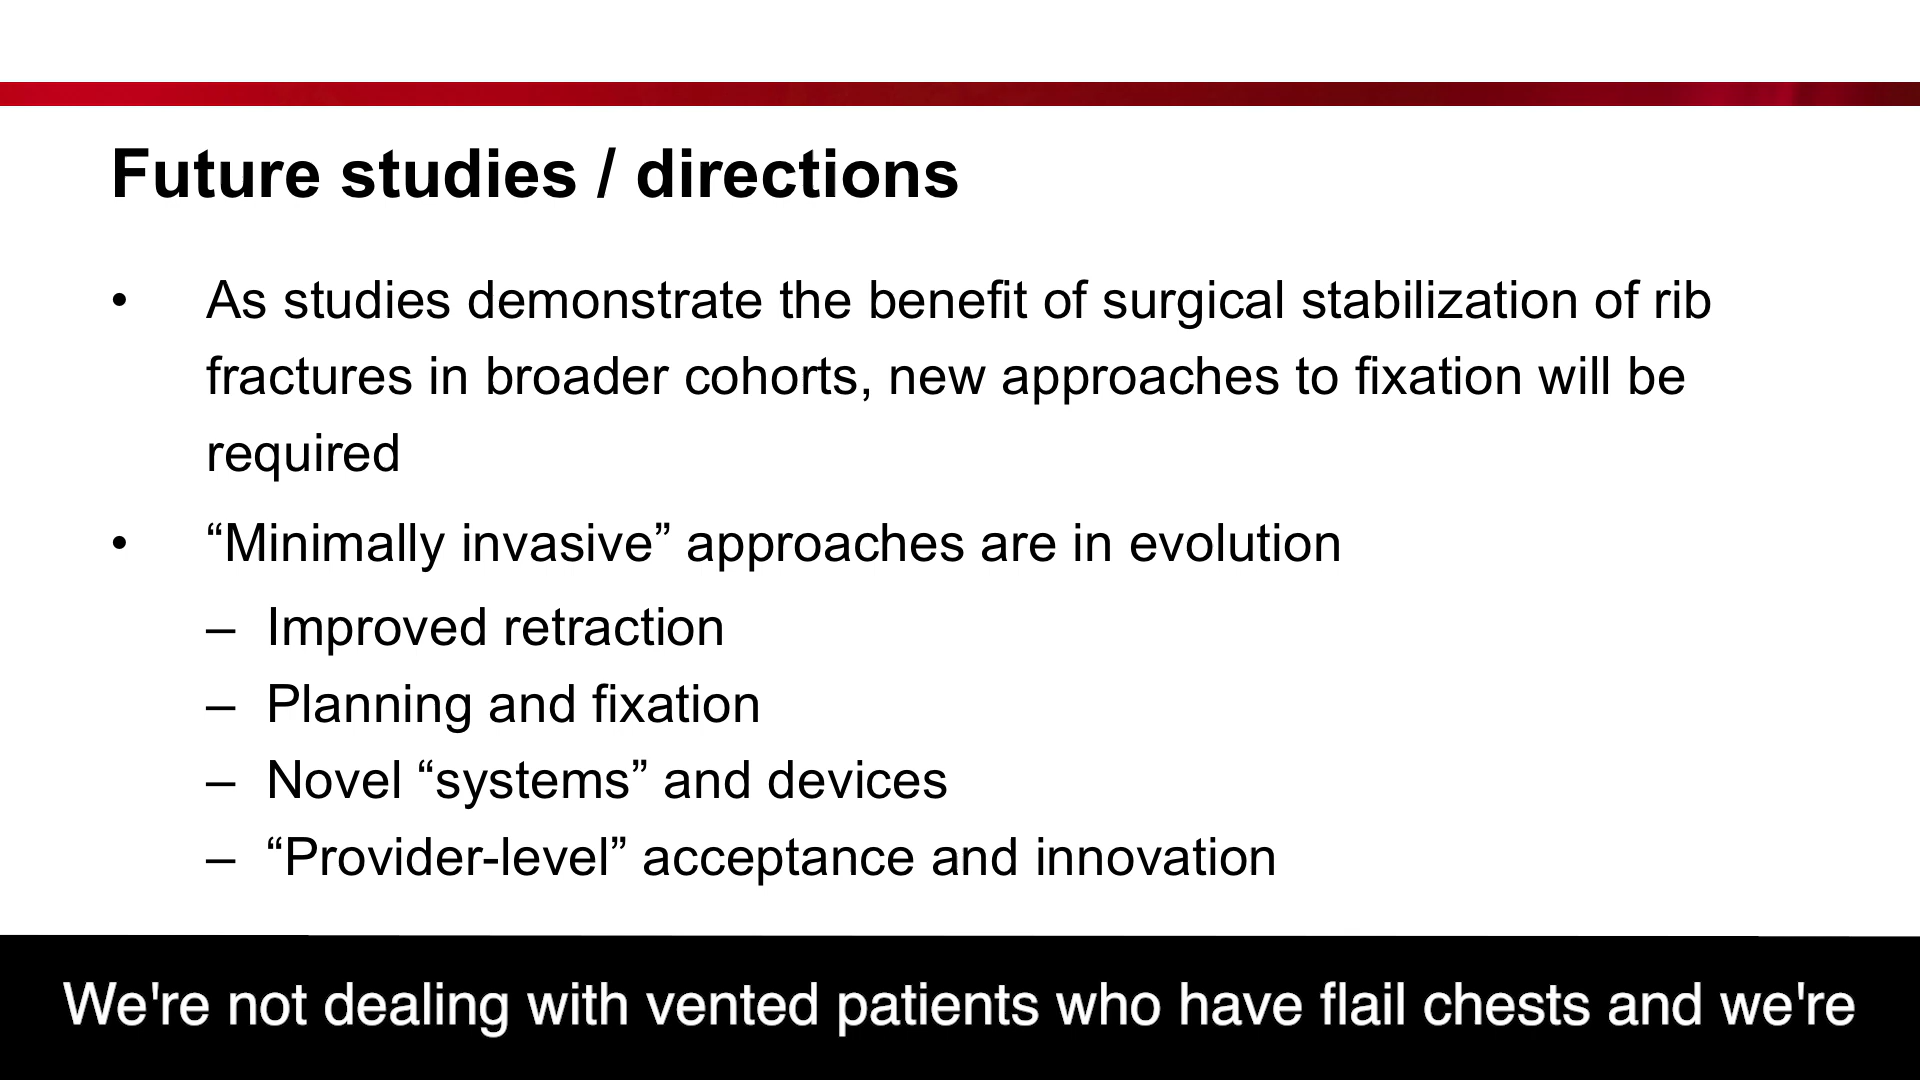 Future studies / directions
• As studies demonstrate the benefit of surgical stabilization of rib
fractures in broader cohorts, new approaches to fixation will be
required
• “Minimally invasive” approaches are in evolution
– Improved retraction
– Planning and fixation
– Novel “systems” and devices
– “Provider-level” acceptance and innovation
We're not dealing with vented patients who have flail chests and we're